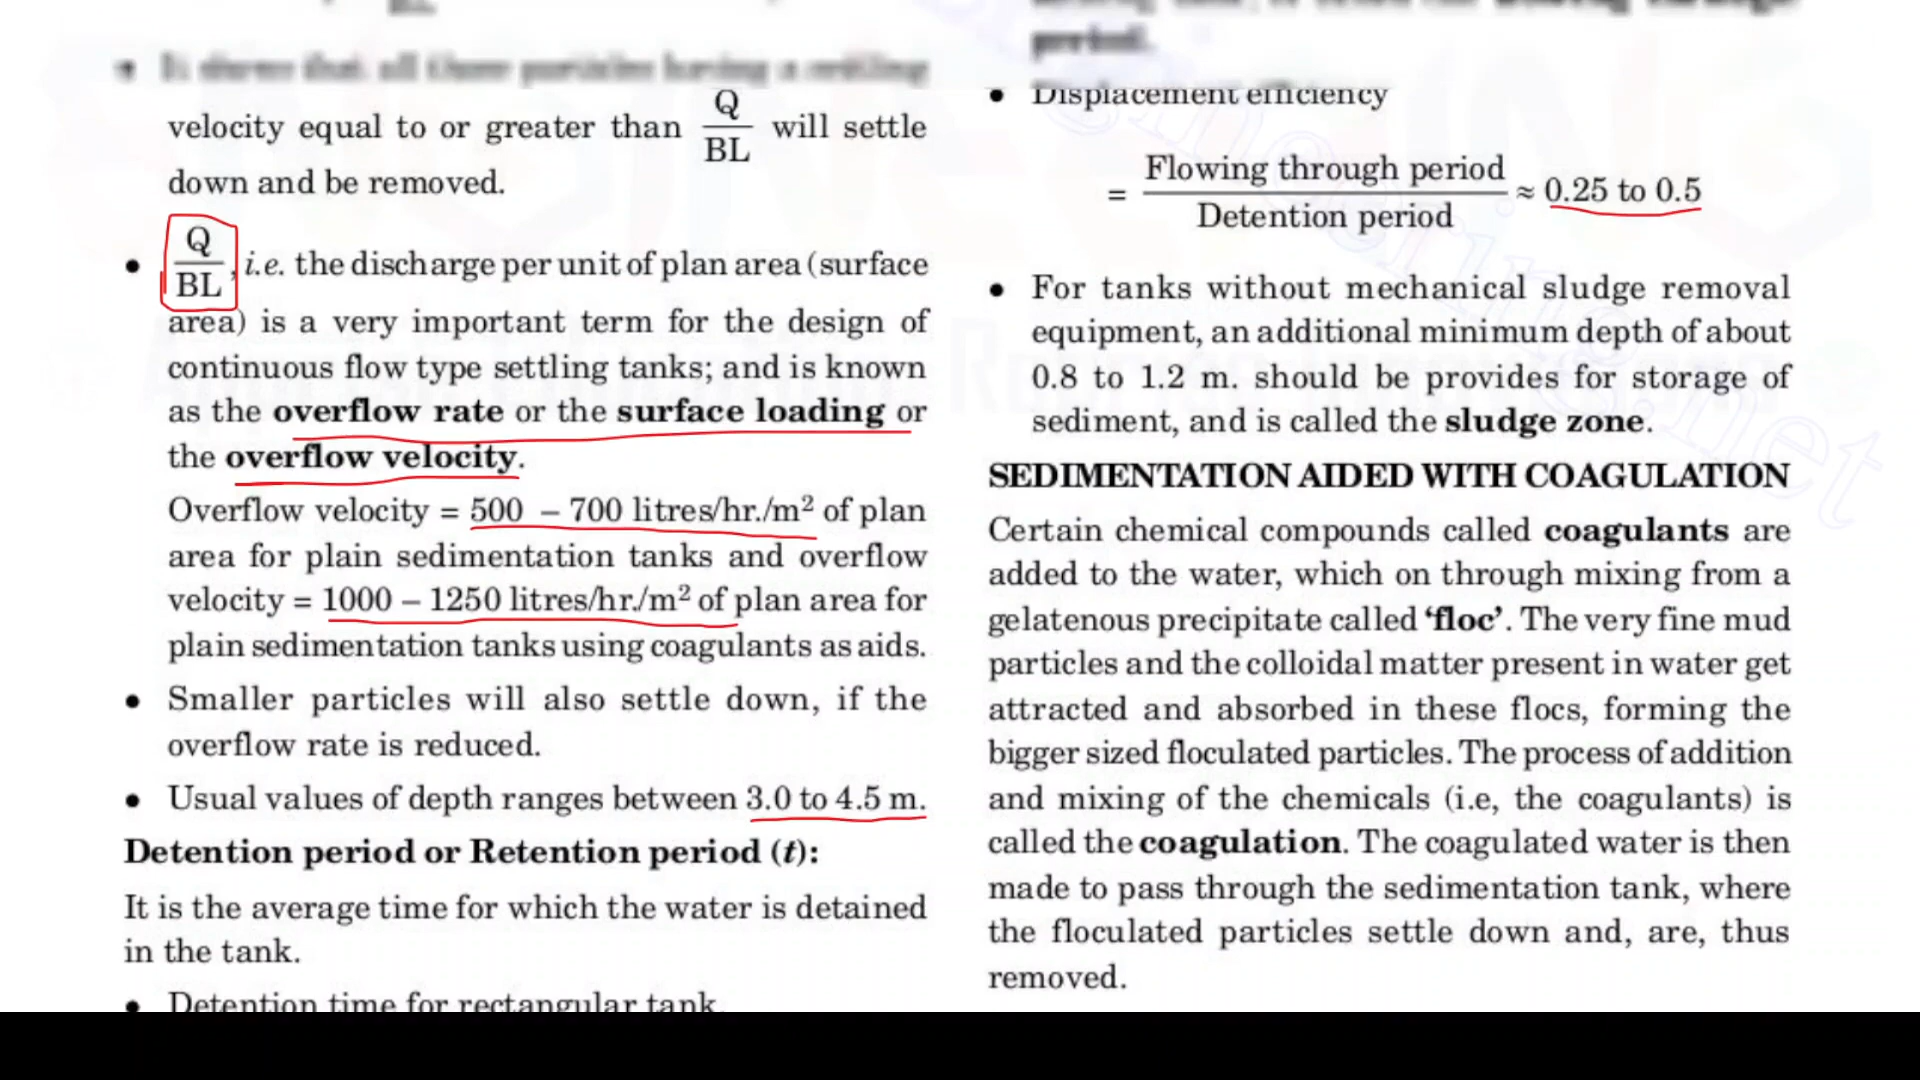 It shows that all those particles having a settling
velocity equal to or greater than Q/BL will settle
down and be removed.
• Q/BL, i.e. the discharge per unit of plan area (surface
area) is a very important term for the design of
continuous flow type settling tanks; and is known
as the overflow rate or the surface loading or
the overflow velocity.
Overflow velocity = 500 – 700 litres/hr./m² of plan
area for plain sedimentation tanks and overflow
velocity = 1000 – 1250 litres/hr./m² of plan area for
plain sedimentation tanks using coagulants as aids.
• Smaller particles will also settle down, if the
overflow rate is reduced.
• Usual values of depth ranges between 3.0 to 4.5 m.
Detention period or Retention period (t):
It is the average time for which the water is detained
in the tank.
• Detention time for rectangular tank,
period.
• Displacement efficiency
= Flowing through period / Detention period ≈ 0.25 to 0.5
• For tanks without mechanical sludge removal
equipment, an additional minimum depth of about
0.8 to 1.2 m. should be provides for storage of
sediment, and is called the sludge zone.
SEDIMENTATION AIDED WITH COAGULATION
Certain chemical compounds called coagulants are
added to the water, which on through mixing from a
gelatenous precipitate called ‘floc’. The very fine mud
particles and the colloidal matter present in water get
attracted and absorbed in these flocs, forming the
bigger sized floculated particles. The process of addition
and mixing of the chemicals (i.e, the coagulants) is
called the coagulation. The coagulated water is then
made to pass through the sedimentation tank, where
the floculated particles settle down and, are, thus
removed.